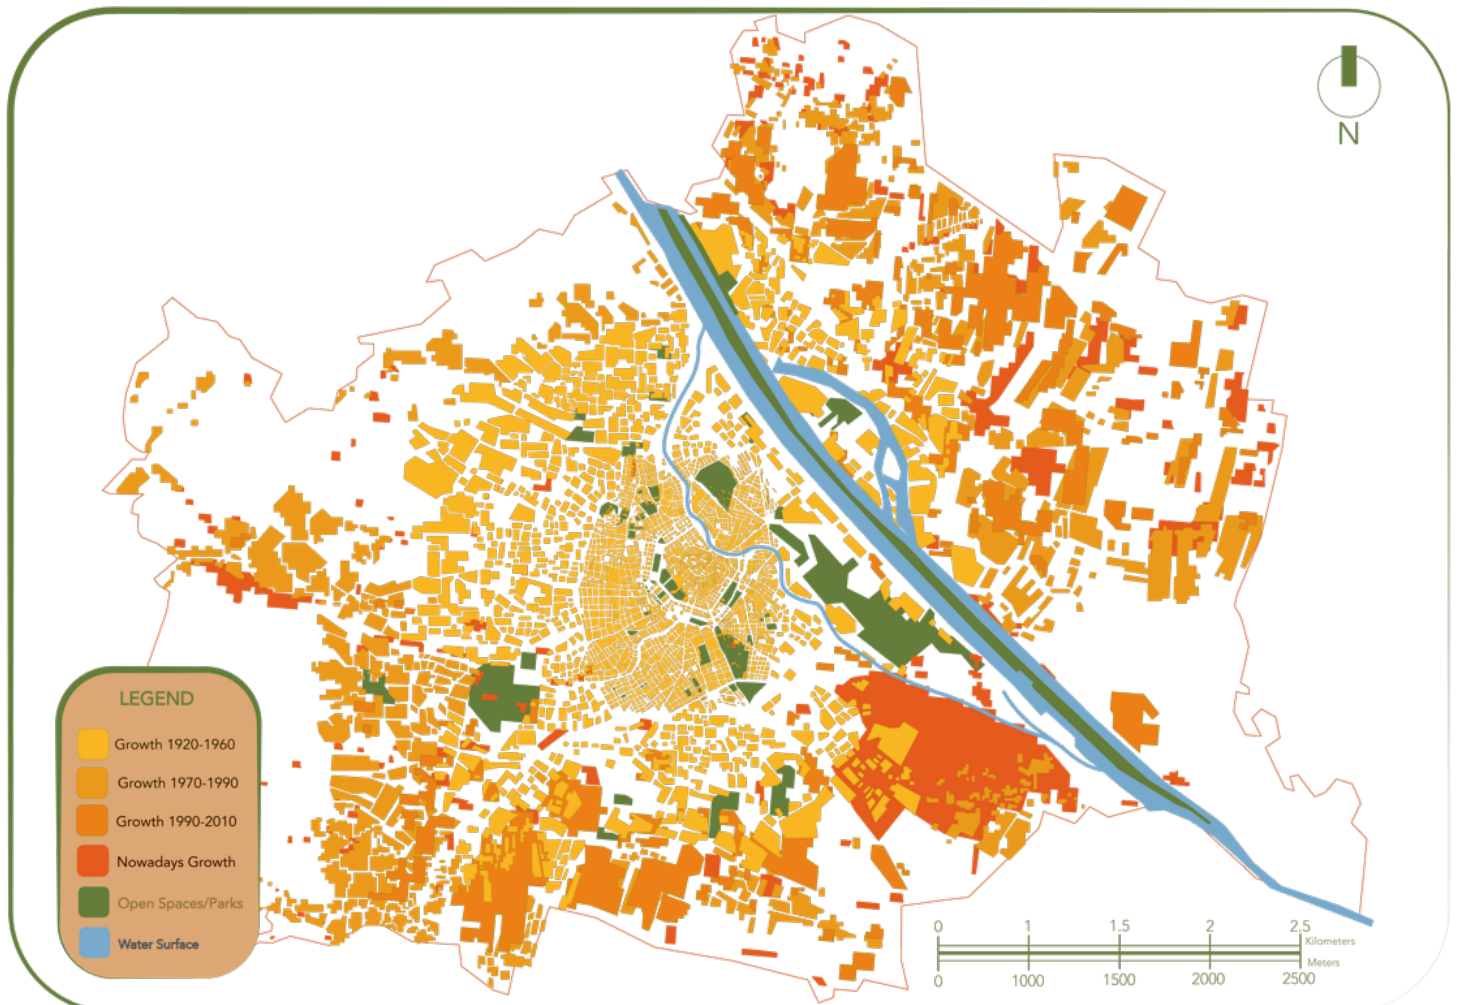 N
LEGEND
Growth 1920-1960
Growth 1970-1990
Growth 1990-2010
Nowadays Growth
Open Spaces/Parks
Water Surface
0 1 1.5 2 2.5
Kilometers
Meters
0 1000 1500 2000 2500